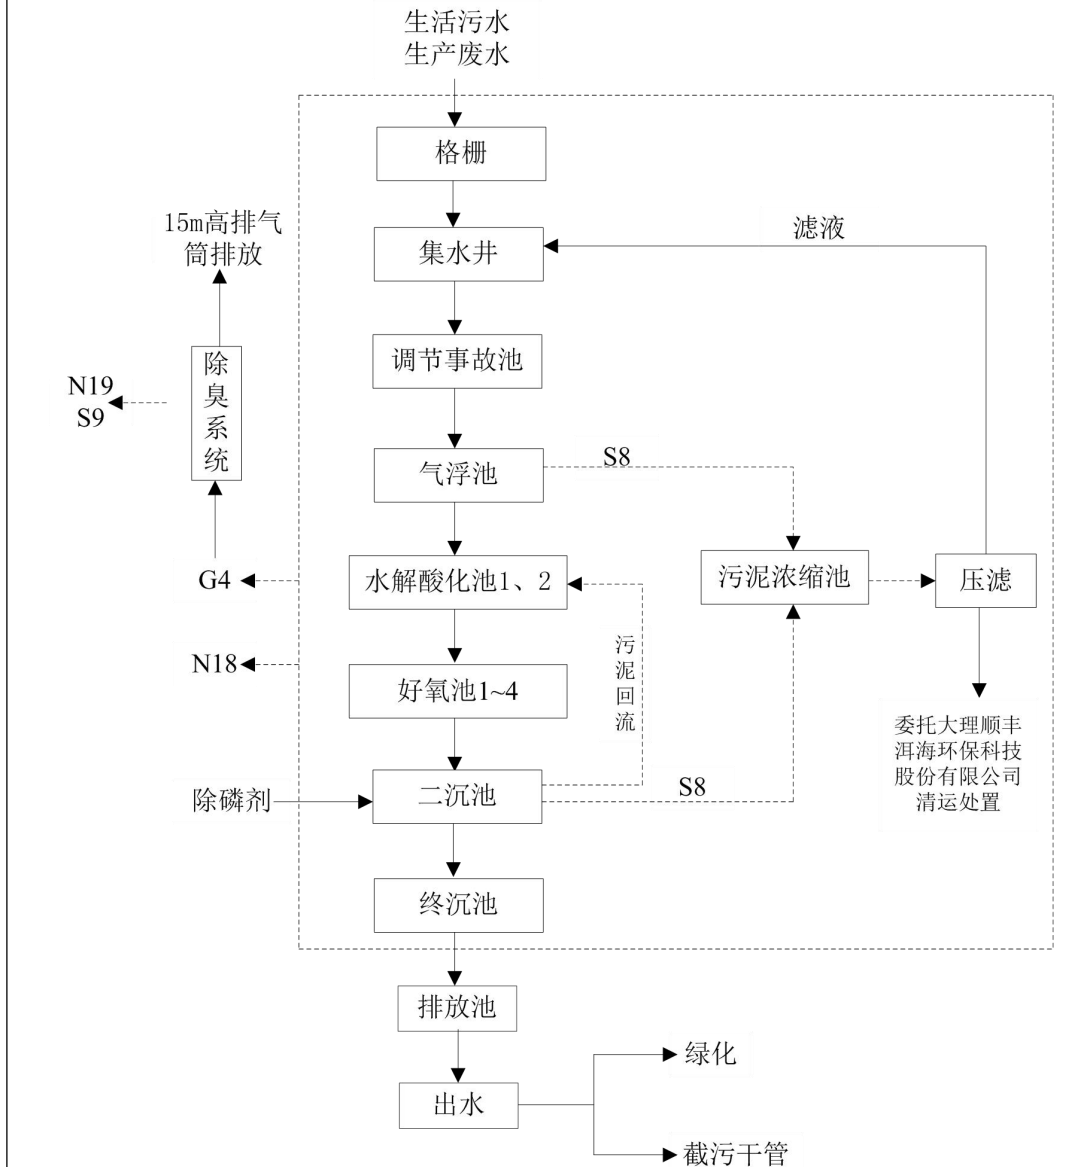 生活污水
生产废水
格栅
15m高排气
筒排放
滤液
集水井
除
臭
系
统
调节事故池
N19
S9
气浮池
S8
G4
水解酸化池1、2
污泥浓缩池
压滤
N18
污
泥
回
流
好氧池1~4
委托大理顺丰
洱海环保科技
股份有限公司
清运处置
除磷剂
二沉池
S8
终沉池
排放池
绿化
出水
截污干管